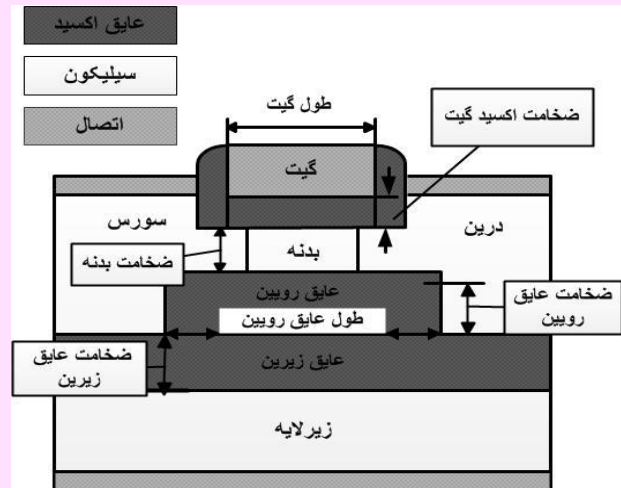 عایق اکسید
سیلیکون
اتصال
طول گیت
ضخامت اکسید گیت
گیت
سورس
درین
بدنه
ضخامت بدنه
عایق رویین
طول عایق رویین
ضخامت عایق
رویین
ضخامت عایق
زیرین
عایق زیرین
زیرلایه